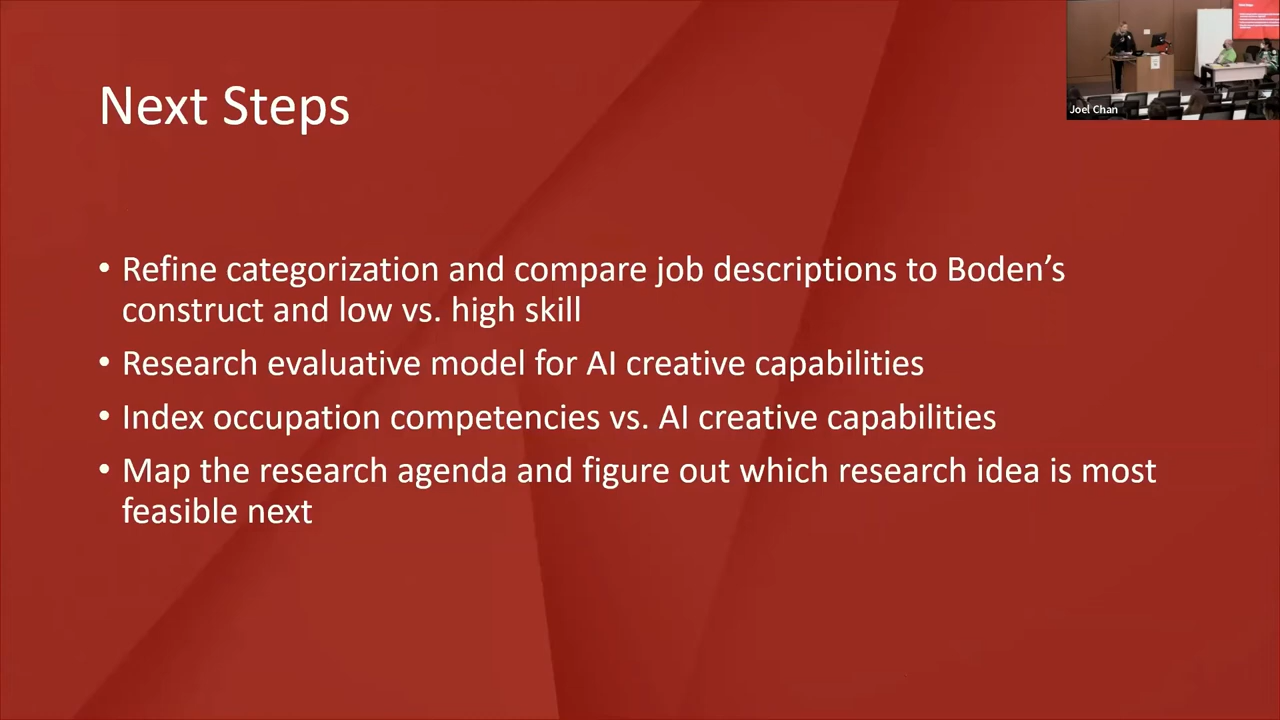 Next Steps
Joel Chan
• Refine categorization and compare job descriptions to Boden’s
construct and low vs. high skill
• Research evaluative model for AI creative capabilities
• Index occupation competencies vs. AI creative capabilities
• Map the research agenda and figure out which research idea is most
feasible next